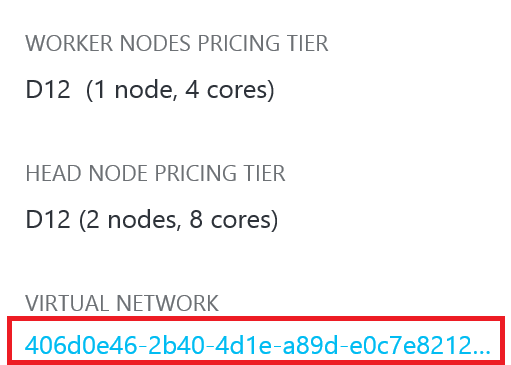 WORKER NODES PRICING TIER
D12 (1 node, 4 cores)
HEAD NODE PRICING TIER
D12 (2 nodes, 8 cores)
VIRTUAL NETWORK
406d0e46-2b40-4d1e-a89d-e0c7e8212...